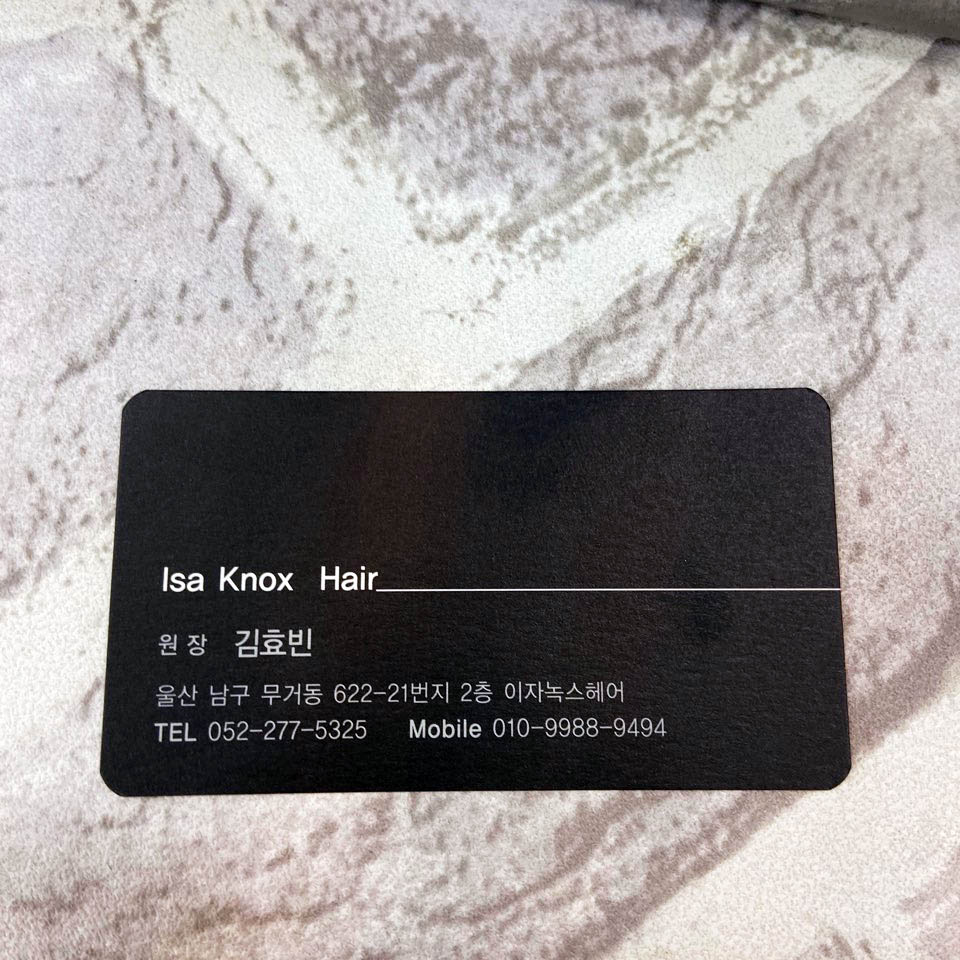 Isa Knox Hair
원 장 김효빈
울산 남구 무거동 622-21번지 2층 이자녹스헤어
TEL 052-277-5325 Mobile 010-9988-9494